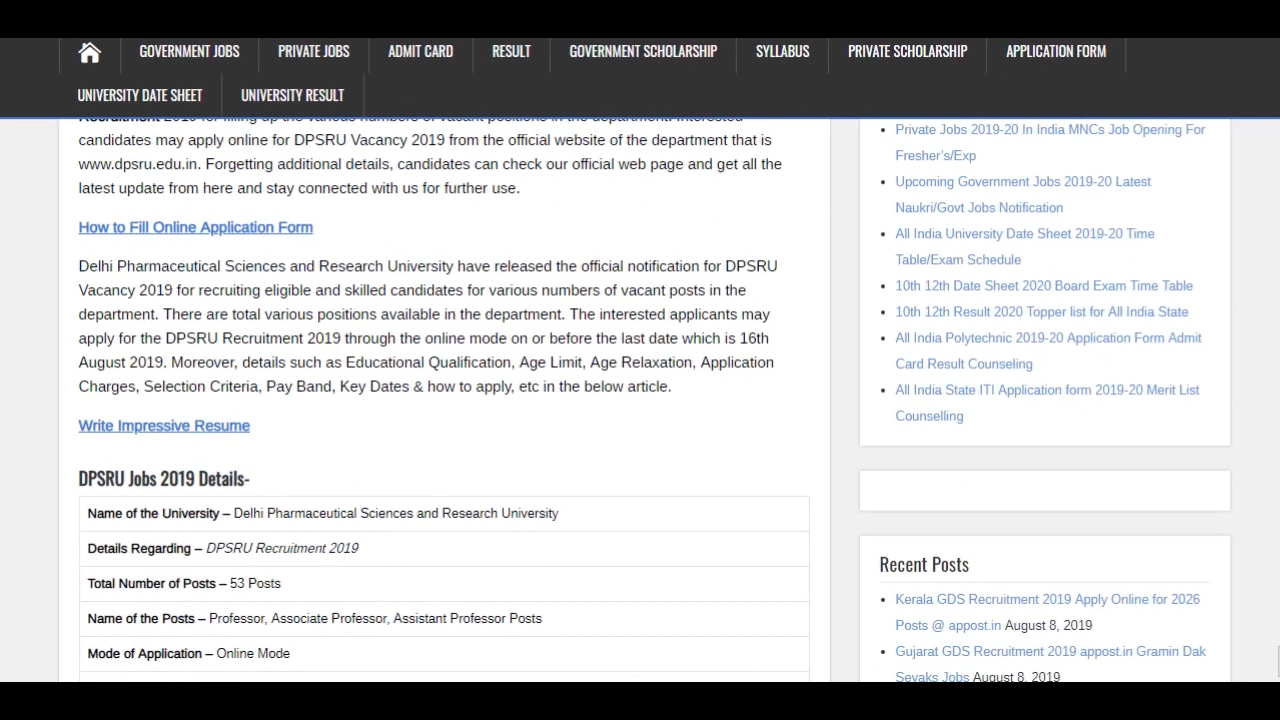 GOVERNMENT JOBS PRIVATE JOBS ADMIT CARD RESULT GOVERNMENT SCHOLARSHIP SYLLABUS PRIVATE SCHOLARSHIP APPLICATION FORM
UNIVERSITY DATE SHEET UNIVERSITY RESULT
Recruitment 2019 for filling up the various numbers of vacant positions in the department. Interested
candidates may apply online for DPSRU Vacancy 2019 from the official website of the department that is
www.dpsru.edu.in. Forgetting additional details, candidates can check our official web page and get all the
latest update from here and stay connected with us for further use.
How to Fill Online Application Form
Delhi Pharmaceutical Sciences and Research University have released the official notification for DPSRU
Vacancy 2019 for recruiting eligible and skilled candidates for various numbers of vacant posts in the
department. There are total various positions available in the department. The interested applicants may
apply for the DPSRU Recruitment 2019 through the online mode on or before the last date which is 16th
August 2019. Moreover, details such as Educational Qualification, Age Limit, Age Relaxation, Application
Charges, Selection Criteria, Pay Band, Key Dates & how to apply, etc in the below article.
Write Impressive Resume
DPSRU Jobs 2019 Details-
Name of the University – Delhi Pharmaceutical Sciences and Research University
Details Regarding – DPSRU Recruitment 2019
Total Number of Posts – 53 Posts
Name of the Posts – Professor, Associate Professor, Assistant Professor Posts
Mode of Application – Online Mode
Private Jobs 2019-20 In India MNCs Job Opening For
Fresher's/Exp
Upcoming Government Jobs 2019-20 Latest
Naukri/Govt Jobs Notification
All India University Date Sheet 2019-20 Time
Table/Exam Schedule
10th 12th Date Sheet 2020 Board Exam Time Table
10th 12th Result 2020 Topper list for All India State
All India Polytechnic 2019-20 Application Form Admit
Card Result Counseling
All India State ITI Application form 2019-20 Merit List
Counselling
Recent Posts
Kerala GDS Recruitment 2019 Apply Online for 2026
Posts @ appost.in August 8, 2019
Gujarat GDS Recruitment 2019 appost.in Gramin Dak
Sevaks Jobs August 8, 2019